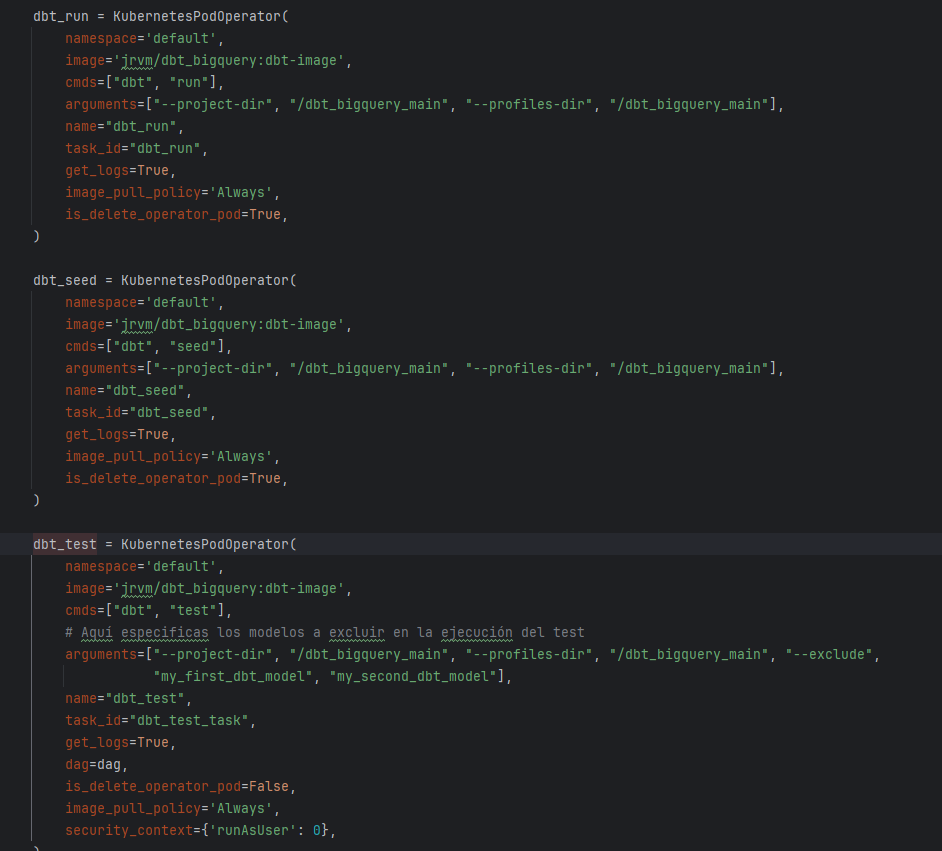 dbt_run = KubernetesPodOperator(
namespace='default',
image='jrvm/dbt_bigquery:dbt-image',
cmds=["dbt", "run"],
arguments=["--project-dir", "/dbt_bigquery_main", "--profiles-dir", "/dbt_bigquery_main"],
name="dbt_run",
task_id="dbt_run",
get_logs=True,
image_pull_policy='Always',
is_delete_operator_pod=True,
)
dbt_seed = KubernetesPodOperator(
namespace='default',
image='jrvm/dbt_bigquery:dbt-image',
cmds=["dbt", "seed"],
arguments=["--project-dir", "/dbt_bigquery_main", "--profiles-dir", "/dbt_bigquery_main"],
name="dbt_seed",
task_id="dbt_seed",
get_logs=True,
image_pull_policy='Always',
is_delete_operator_pod=True,
)
dbt_test = KubernetesPodOperator(
namespace='default',
image='jrvm/dbt_bigquery:dbt-image',
cmds=["dbt", "test"],
# Aqui especificas los modelos a excluir en la ejecución del test
arguments=["--project-dir", "/dbt_bigquery_main", "--profiles-dir", "/dbt_bigquery_main", "--exclude",
"my_first_dbt_model", "my_second_dbt_model"],
name="dbt_test",
task_id="dbt_test_task",
get_logs=True,
dag=dag,
is_delete_operator_pod=False,
image_pull_policy='Always',
security_context={'runAsUser': 0},
)